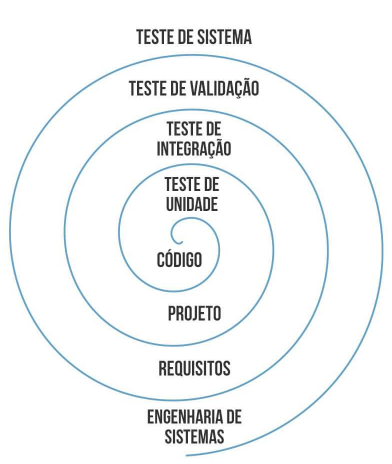 TESTE DE SISTEMA
TESTE DE VALIDAÇÃO
TESTE DE
INTEGRAÇÃO
TESTE DE
UNIDADE
CÓDIGO
PROJETO
REQUISITOS
ENGENHARIA DE
SISTEMAS